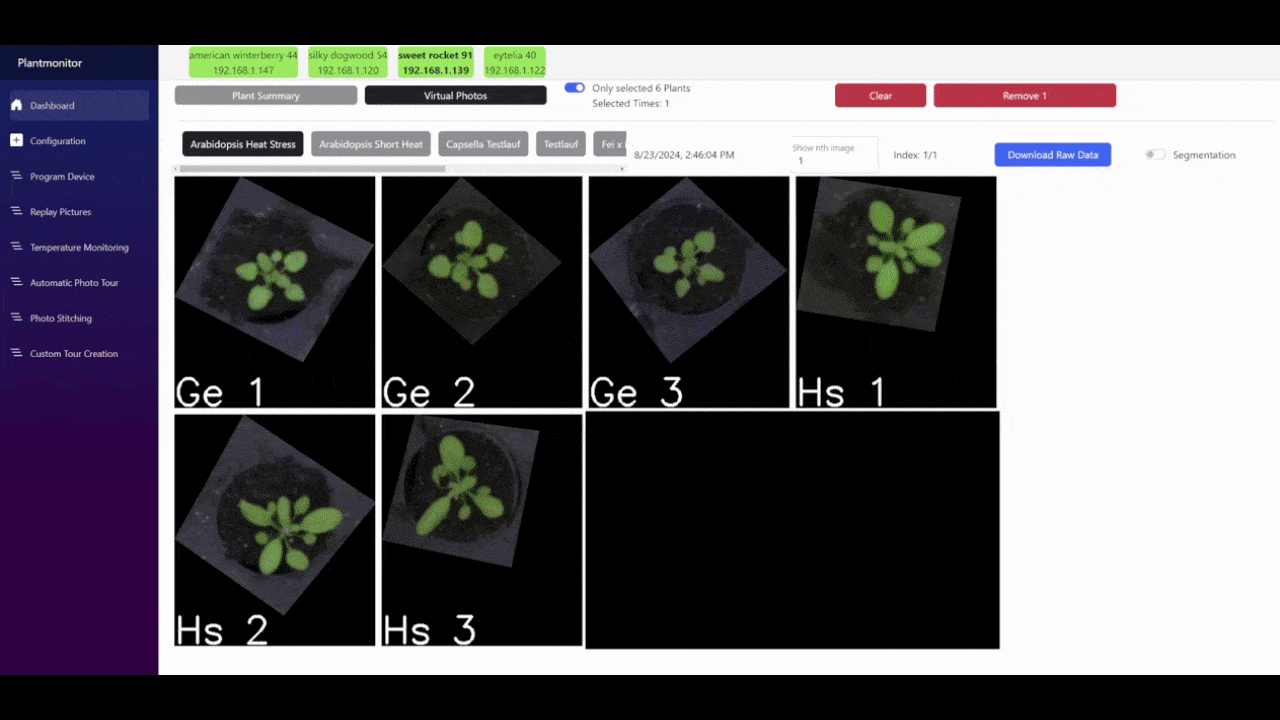 Plantmonitor
Dashboard
Configuration
Program Device
Replay Pictures
Temperature Monitoring
Automatic Photo Tour
Photo Stitching
Custom Tour Creation
american winterberry 44
192.168.1.147
silky dogwood 54
192.168.1.120
sweet rocket 91
192.168.1.139
eytelia 40
192.168.1.122
Plant Summary
Virtual Photos
Only selected 6 Plants
Selected Times: 1
Clear
Remove 1
Arabidopsis Heat Stress
Arabidopsis Short Heat
Capsella Testlauf
Testlauf
Fei x
8/23/2024, 2:46:04 PM
Show nth image
1
Index: 1/1
Download Raw Data
Segmentation
Ge 1
Ge 2
Ge 3
Hs 1
Hs 2
Hs 3